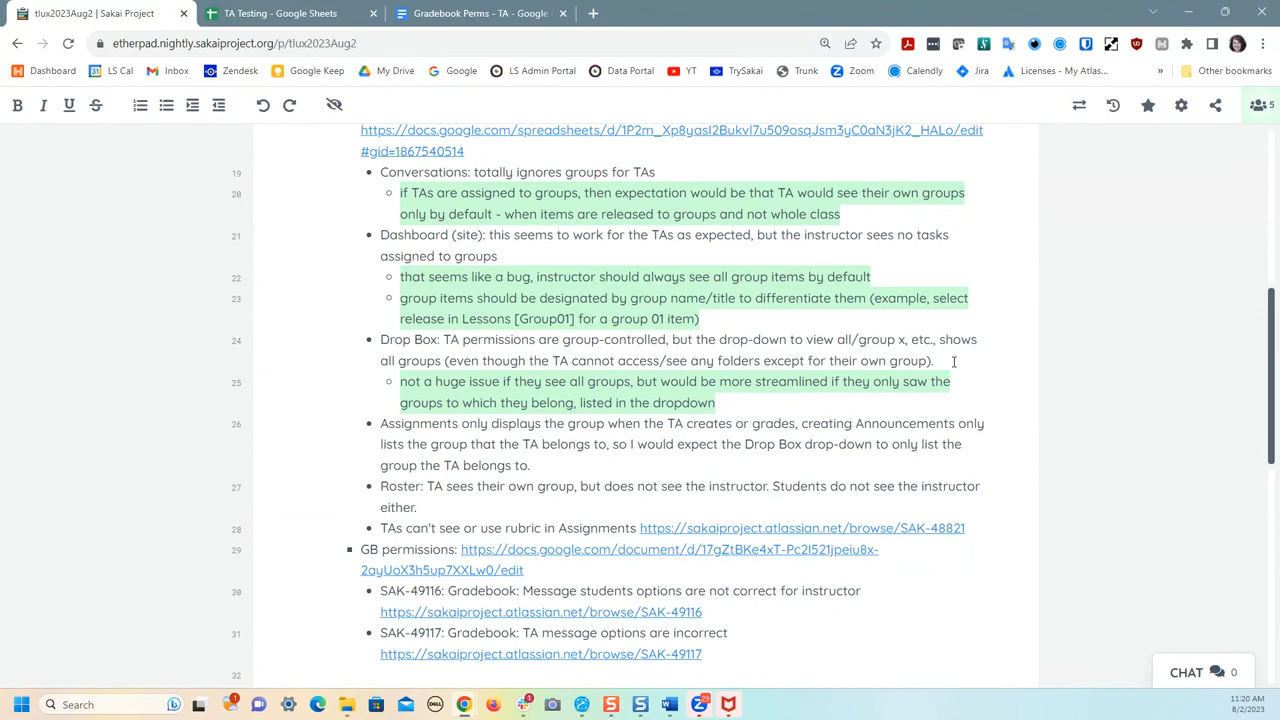 tlux2023Aug2 | Sakai Project
TA Testing - Google Sheets
Gradebook Perms - TA - Google
etherpad.nightly.sakaiproject.org/p/tlux2023Aug2
Dashboard
LS Cal
Inbox
Zendesk
Google Keep
My Drive
Google
LS Admin Portal
Data Portal
YT
TrySakai
Trunk
Zoom
Calendly
Jira
Licenses - My Atlas...
Other bookmarks
5
https://docs.google.com/spreadsheets/d/1P2m_Xp8yasI2Bukvl7u509osqJsm3yC0aN3jK2_HALo/edit
#gid=1867540514
19 Conversations: totally ignores groups for TAs
20 if TAs are assigned to groups, then expectation would be that TA would see their own groups
only by default - when items are released to groups and not whole class
21 Dashboard (site): this seems to work for the TAs as expected, but the instructor sees no tasks
assigned to groups
22 that seems like a bug, instructor should always see all group items by default
23 group items should be designated by group name/title to differentiate them (example, select
release in Lessons [Group01] for a group 01 item)
24 Drop Box: TA permissions are group-controlled, but the drop-down to view all/group x, etc., shows
all groups (even though the TA cannot access/see any folders except for their own group).
25 not a huge issue if they see all groups, but would be more streamlined if they only saw the
groups to which they belong, listed in the dropdown
26 Assignments only displays the group when the TA creates or grades, creating Announcements only
lists the group that the TA belongs to, so I would expect the Drop Box drop-down to only list the
group the TA belongs to.
27 Roster: TA sees their own group, but does not see the instructor. Students do not see the instructor
either.
28 TAs can't see or use rubric in Assignments https://sakaiproject.atlassian.net/browse/SAK-48821
29 GB permissions: https://docs.google.com/document/d/17gZtBKe4xT-Pc2I521jpeiu8x-
2ayUoX3h5up7XXLw0/edit
30 SAK-49116: Gradebook: Message students options are not correct for instructor
https://sakaiproject.atlassian.net/browse/SAK-49116
31 SAK-49117: Gradebook: TA message options are incorrect
https://sakaiproject.atlassian.net/browse/SAK-49117
32
CHAT 0
Search
11:20 AM
8/2/2023